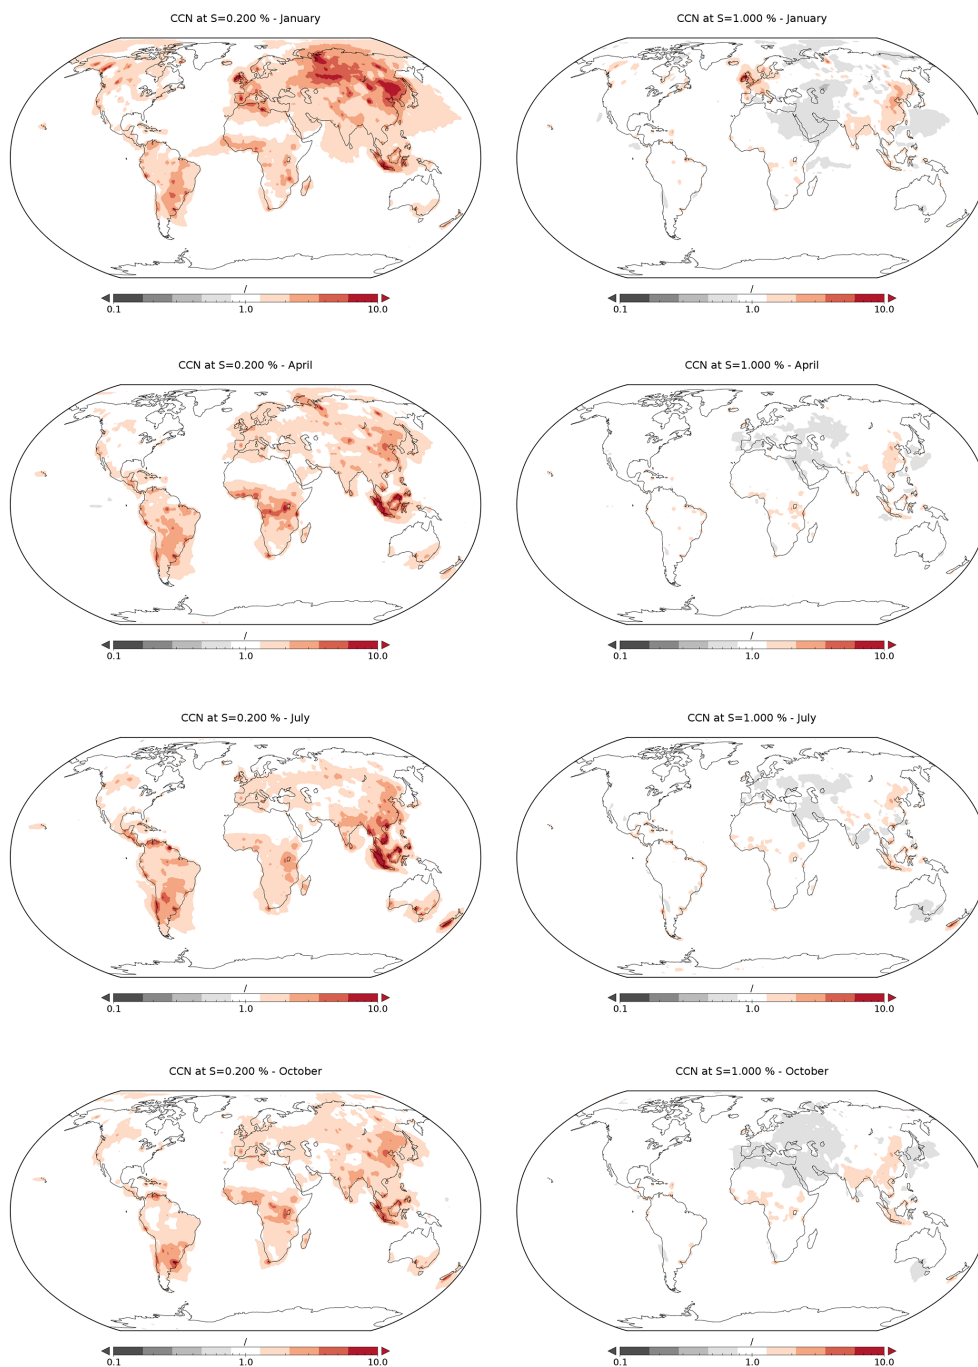 CCN at S=0.200 % - January
CCN at S=1.000 % - January
/
/
0.1 1.0 10.0
0.1 1.0 10.0
CCN at S=0.200 % - April
CCN at S=1.000 % - April
/
/
0.1 1.0 10.0
0.1 1.0 10.0
CCN at S=0.200 % - July
CCN at S=1.000 % - July
/
/
0.1 1.0 10.0
0.1 1.0 10.0
CCN at S=0.200 % - October
CCN at S=1.000 % - October
/
/
0.1 1.0 10.0
0.1 1.0 10.0